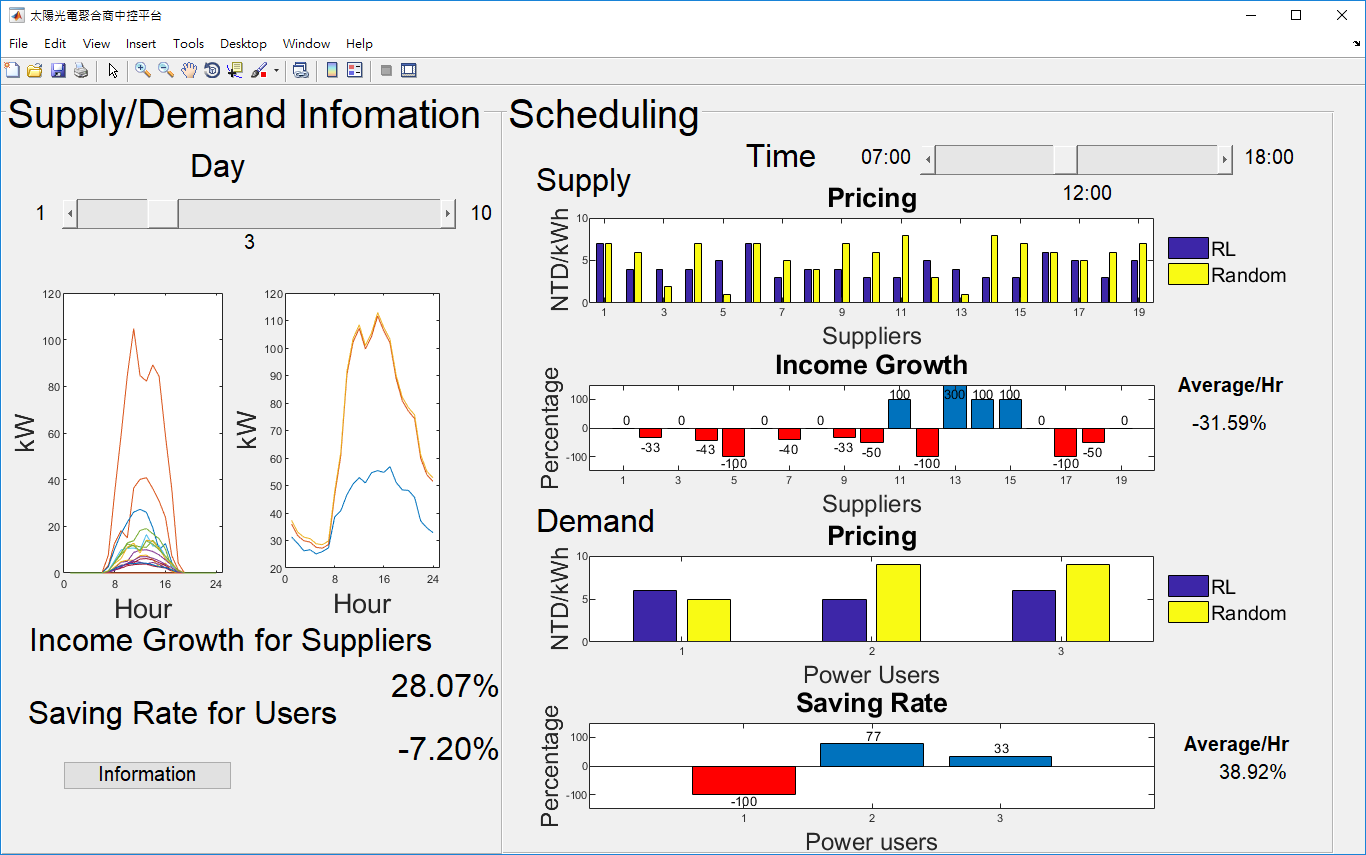 太陽光電聚合商中控平台
File Edit View Insert Tools Desktop Window Help
Supply/Demand Infomation
Day
1 10
3
120
100
80
60
40
20
0
kW
0 8 16 24
Hour
120
110
100
90
80
70
60
50
40
30
20
kW
0 8 16 24
Hour
Income Growth for Suppliers
28.07%
Saving Rate for Users
-7.20%
Information
Scheduling
Time 07:00 18:00
12:00
Supply
Pricing
NTD/kWh
10
5
0
1 3 5 7 9 11 13 15 17 19
Suppliers
RL
Random
Income Growth
Percentage
100
0
-100
0 -33 0 -43 -100 0 -40 0 -33 -50 100 -100 300 100 100 0 -100 -50 0
1 3 5 7 9 11 13 15 17 19
Suppliers
Average/Hr
-31.59%
Demand
Pricing
NTD/kWh
10
5
0
1 2 3
Power Users
RL
Random
Saving Rate
Percentage
100
0
-100
-100 77 33
1 2 3
Power users
Average/Hr
38.92%